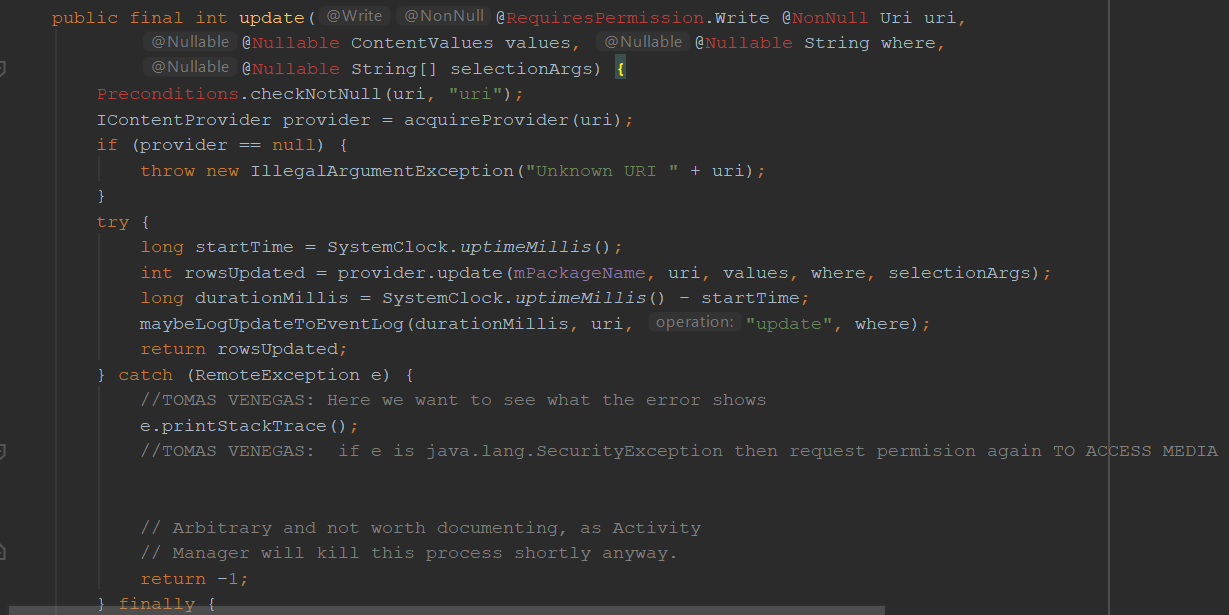 public final int update( @Write @NonNull @RequiresPermission.Write @NonNull Uri uri,
@Nullable @Nullable ContentValues values, @Nullable @Nullable String where,
@Nullable @Nullable String[] selectionArgs) {
Preconditions.checkNotNull(uri, "uri");
IContentProvider provider = acquireProvider(uri);
if (provider == null) {
throw new IllegalArgumentException("Unknown URI " + uri);
}
try {
long startTime = SystemClock.uptimeMillis();
int rowsUpdated = provider.update(mPackageName, uri, values, where, selectionArgs);
long durationMillis = SystemClock.uptimeMillis() - startTime;
maybeLogUpdateToEventLog(durationMillis, uri, operation: "update", where);
return rowsUpdated;
} catch (RemoteException e) {
//TOMAS VENEGAS: Here we want to see what the error shows
e.printStackTrace();
//TOMAS VENEGAS:  if e is java.lang.SecurityException then request permision again TO ACCESS MEDIA
// Arbitrary and not worth documenting, as Activity
// Manager will kill this process shortly anyway.
return -1;
} finally {